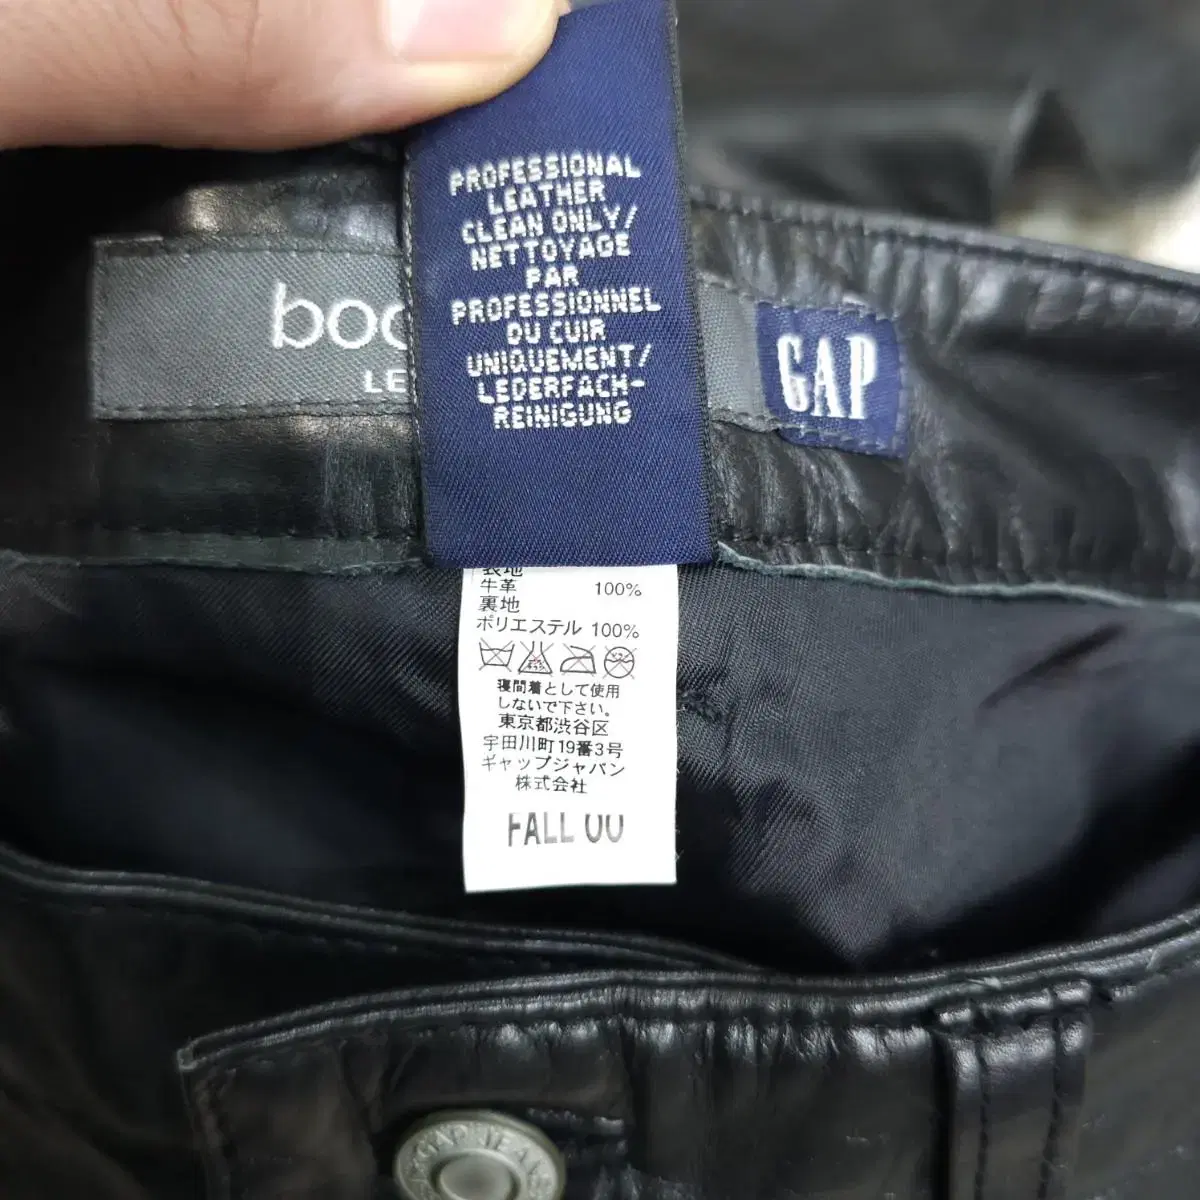 PROFESSIONAL
LEATHER
CLEAN ONLY/
NETTOYAGE
PAR
PROFESSIONNEL
DU CUIR
UNIQUEMENT/
LEDERFACH-
REINIGUNG
GAP
表地
牛革 100%
裏地
ポリエステル 100%
寝間着として使用
しないで下さい。
東京都渋谷区
宇田川町19番3号
ギャップジャパン
株式会社
FALL 00
GAP JEANS